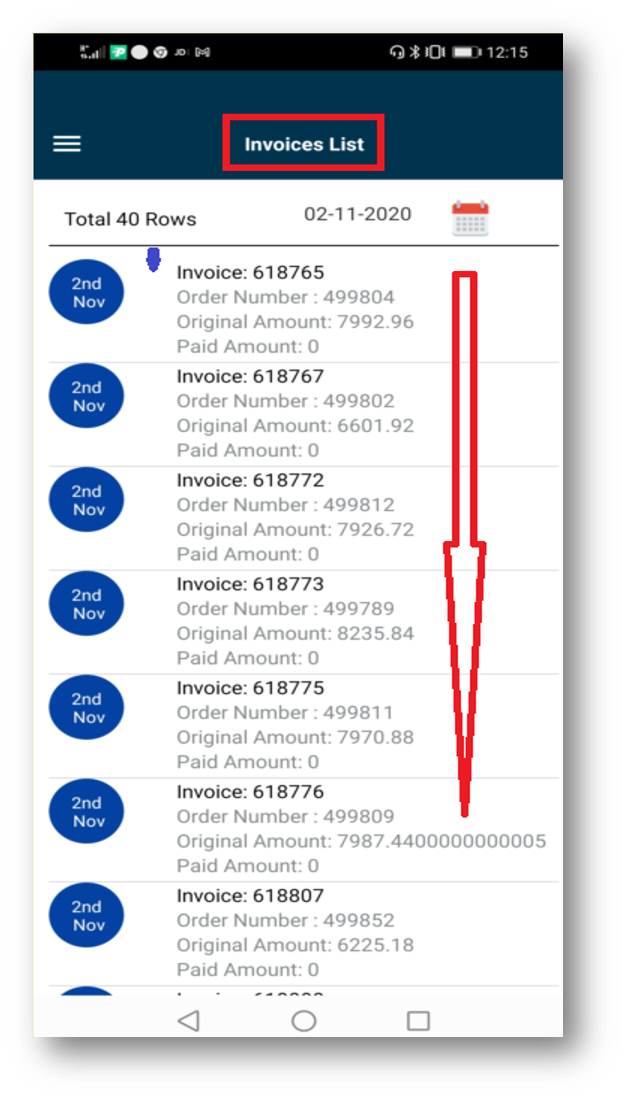 12:15
Invoices List
Total 40 Rows
02-11-2020
2nd
Nov
Invoice: 618765
Order Number : 499804
Original Amount: 7992.96
Paid Amount: 0
2nd
Nov
Invoice: 618767
Order Number : 499802
Original Amount: 6601.92
Paid Amount: 0
2nd
Nov
Invoice: 618772
Order Number : 499812
Original Amount: 7926.72
Paid Amount: 0
2nd
Nov
Invoice: 618773
Order Number : 499789
Original Amount: 8235.84
Paid Amount: 0
2nd
Nov
Invoice: 618775
Order Number : 499811
Original Amount: 7970.88
Paid Amount: 0
2nd
Nov
Invoice: 618776
Order Number : 499809
Original Amount: 7987.4400000000005
Paid Amount: 0
2nd
Nov
Invoice: 618807
Order Number : 499852
Original Amount: 6225.18
Paid Amount: 0